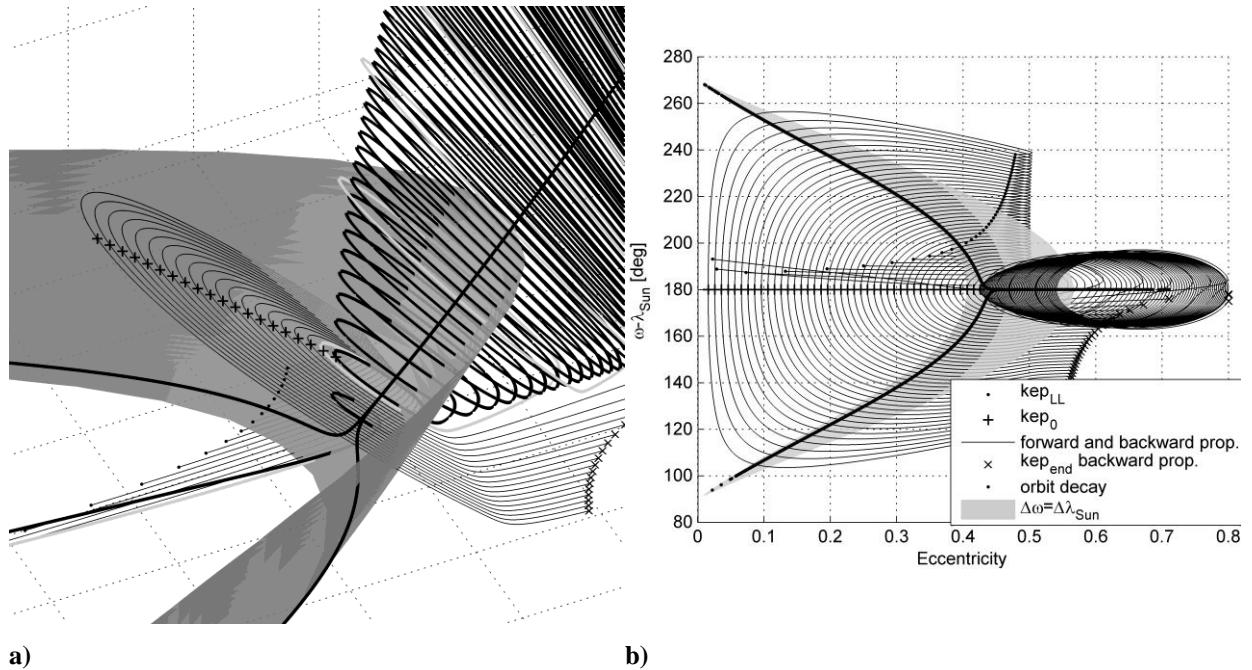 280
260
240
220
200
180
160
140
120
100
80
ω-λSun [deg]
0
0.1
0.2
0.3
0.4
0.5
0.6
0.7
0.8
Eccentricity
kepLL
kep0
forward and backward prop.
kepend backward prop.
orbit decay
Δω=ΔλSun
a)
b)